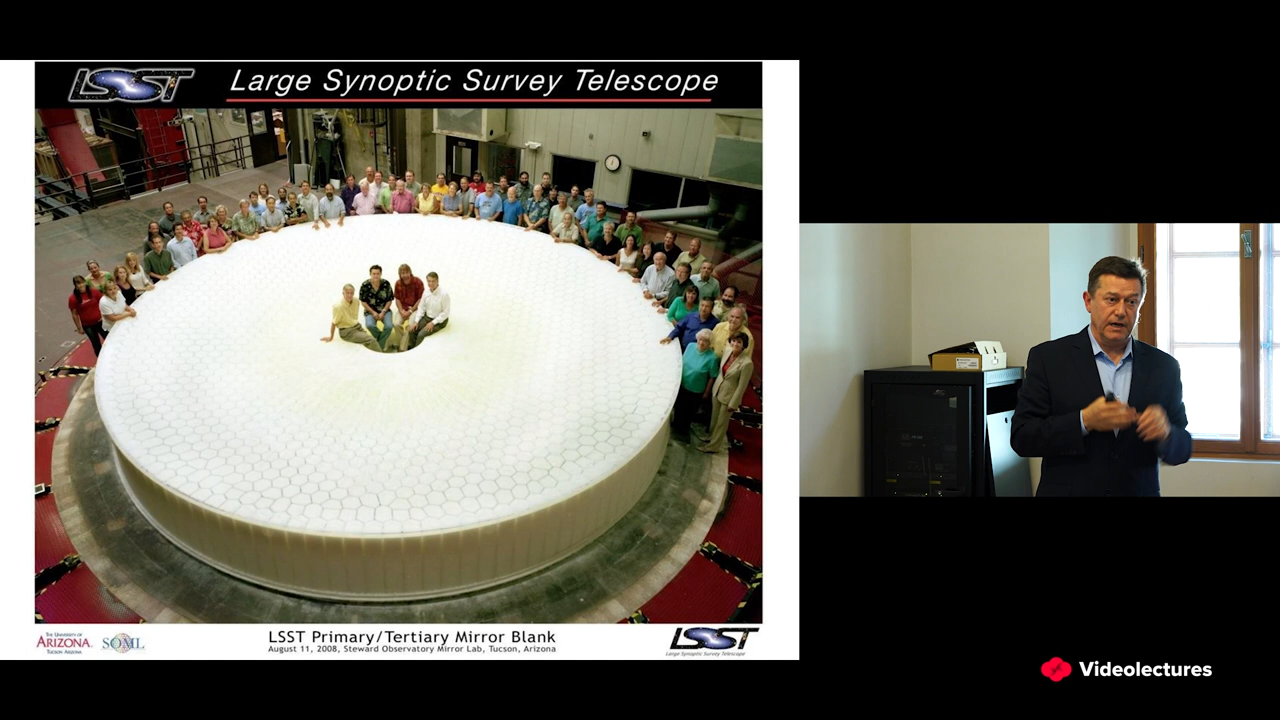 LSST
Large Synoptic Survey Telescope
THE UNIVERSITY OF
ARIZONA.
TUCSON ARIZONA
SOML
LSST Primary/Tertiary Mirror Blank
August 11, 2008, Steward Observatory Mirror Lab, Tucson, Arizona
LSST
Large Synoptic Survey Telescope
Videolectures